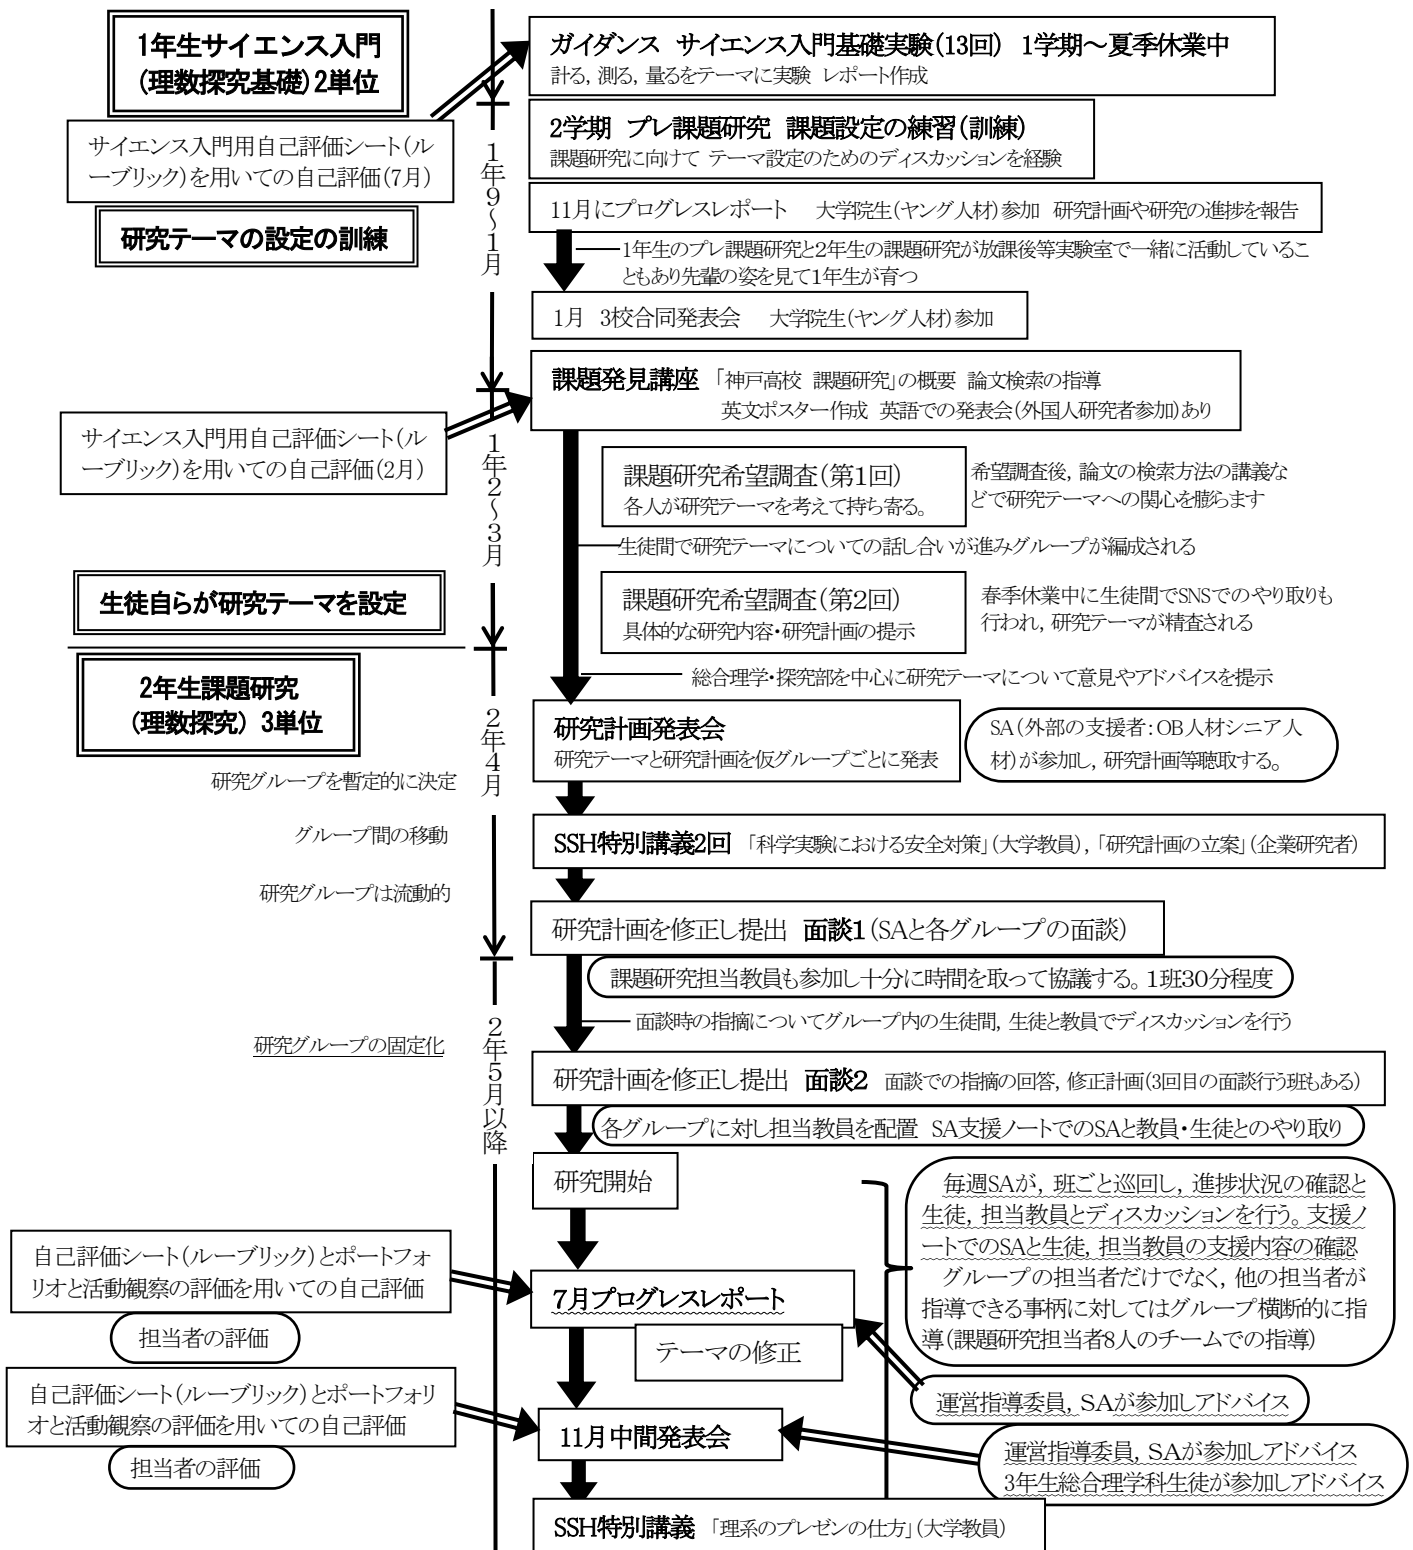 1年生サイエンス入門
(理数探究基礎)2単位
ガイダンス サイエンス入門基礎実験(13回) 1学期～夏季休業中
計る, 測る, 量るをテーマに実験 レポート作成
サイエンス入門用自己評価シート(ル
ーブリック)を用いての自己評価(7月)
2学期 プレ課題研究 課題設定の練習(訓練)
課題研究に向けて テーマ設定のためのディスカッションを経験
1年9～1月
研究テーマの設定の訓練
11月にプログレスレポート 大学院生(ヤング人材)参加 研究計画や研究の進捗を報告
1年生のプレ課題研究と2年生の課題研究が放課後等実験室で一緒に活動しているこ
ともあり先輩の姿を見て1年生が育つ
1月 3校合同発表会 大学院生(ヤング人材)参加
課題発見講座 「神戸高校 課題研究」の概要 論文検索の指導
英文ポスター作成 英語での発表会(外国人研究者参加)あり
サイエンス入門用自己評価シート(ル
ーブリック)を用いての自己評価(2月)
1年2～3月
課題研究希望調査(第1回)
各人が研究テーマを考えて持ち寄る。
希望調査後, 論文の検索方法の講義な
どで研究テーマへの関心を膨らます
生徒間で研究テーマについての話し合いが進みグループが編成される
生徒自らが研究テーマを設定
課題研究希望調査(第2回)
具体的な研究内容・研究計画の提示
春季休業中に生徒間でSNSでのやり取りも
行われ, 研究テーマが精査される
総合理学・探究部を中心に研究テーマについて意見やアドバイスを提示
2年生課題研究
(理数探究) 3単位
2年4月
研究計画発表会
研究テーマと研究計画を仮グループごとに発表
SA(外部の支援者:OB人材シニア人
材)が参加し, 研究計画等聴取する。
研究グループを暫定的に決定
グループ間の移動
SSH特別講義2回 「科学実験における安全対策」(大学教員), 「研究計画の立案」(企業研究者)
研究グループは流動的
研究計画を修正し提出 面談1(SAと各グループの面談)
課題研究担当教員も参加し十分に時間を取って協議する。1班30分程度
面談時の指摘についてグループ内の生徒間, 生徒と教員でディスカッションを行う
2年5月以降
研究グループの固定化
研究計画を修正し提出 面談2 面談での指摘の回答, 修正計画(3回目の面談行う班もある)
各グループに対し担当教員を配置 SA支援ノートでのSAと教員・生徒とのやり取り
研究開始
毎週SAが, 班ごと巡回し, 進捗状況の確認と
生徒, 担当教員とディスカッションを行う。支援ノ
ートでのSAと生徒, 担当教員の支援内容の確認
グループの担当者だけでなく, 他の担当者が
指導できる事柄に対してはグループ横断的に指
導(課題研究担当者8人のチームでの指導)
自己評価シート(ルーブリック)とポートフォ
リオと活動観察の評価を用いての自己評価
担当者の評価
7月プログレスレポート
テーマの修正
運営指導委員, SAが参加しアドバイス
自己評価シート(ルーブリック)とポートフォリ
オと活動観察の評価を用いての自己評価
担当者の評価
11月中間発表会
運営指導委員, SAが参加しアドバイス
3年生総合理学科生徒が参加しアドバイス
SSH特別講義 「理系のプレゼンの仕方」(大学教員)